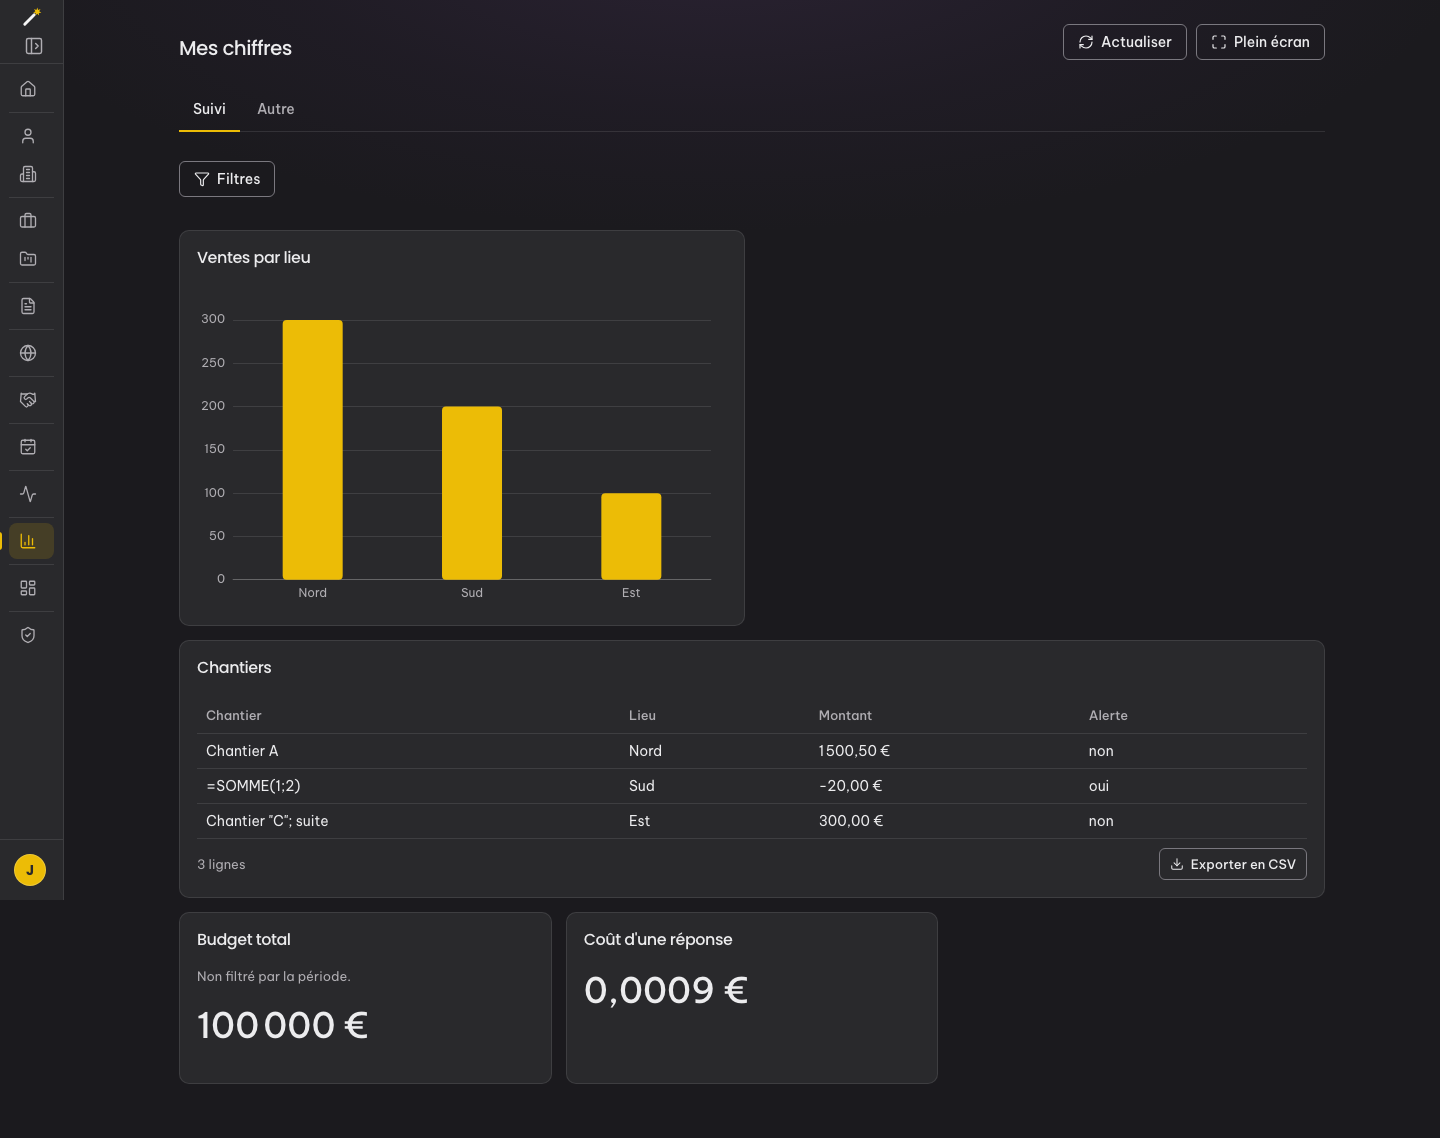 Mes chiffres
Actualiser
Plein écran
Suivi
Autre
Filtres
Ventes par lieu
300
250
200
150
100
50
0
Nord
Sud
Est
Chantiers
Chantier Lieu Montant Alerte
Chantier A Nord 1 500,50 € non
=SOMME(1;2) Sud -20,00 € oui
Chantier "C"; suite Est 300,00 € non
3 lignes
Exporter en CSV
J
Budget total
Non filtré par la période.
100 000 €
Coût d'une réponse
0,0009 €